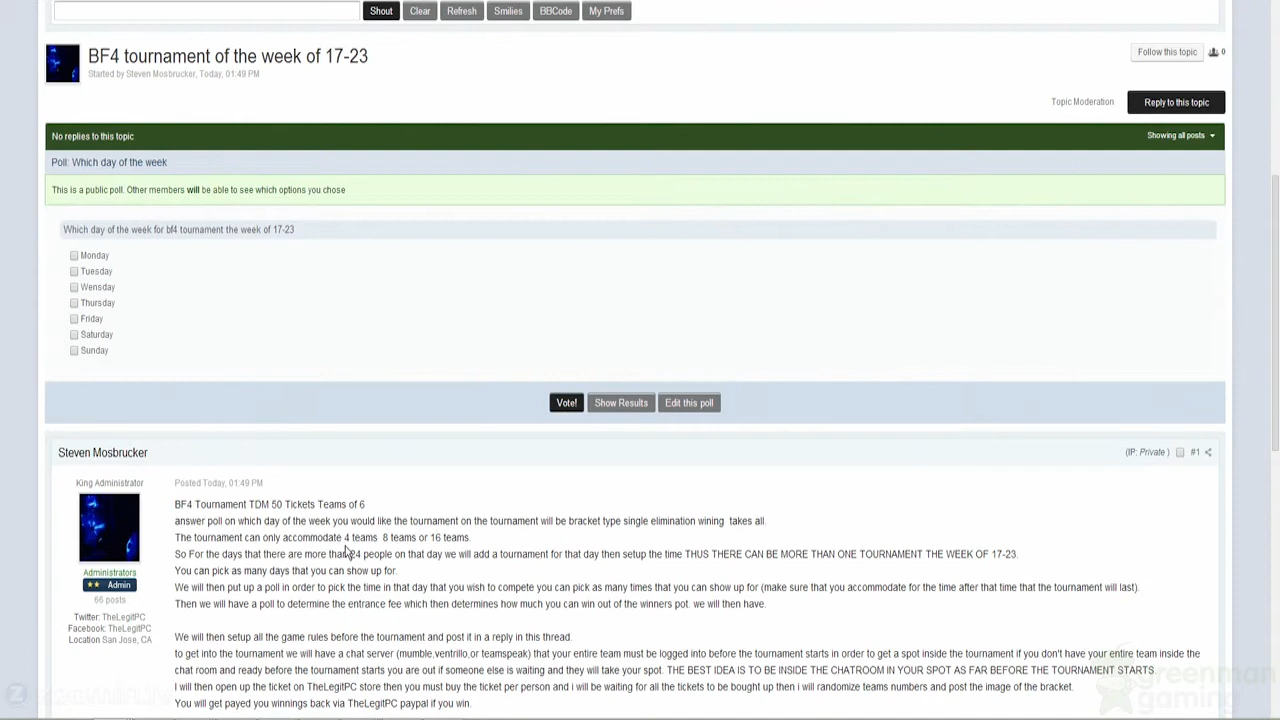 Shout Clear Refresh Smilies BBCode My Prefs
BF4 tournament of the week of 17-23
Follow this topic 0
Started by Steven Mosbrucker, Today, 01:49 PM
Topic Moderation Reply to this topic
No replies to this topic Showing all posts
Poll: Which day of the week
This is a public poll. Other members will be able to see which options you chose
Which day of the week for bf4 tournament the week of 17-23
Monday
Tuesday
Wensday
Thursday
Friday
Saturday
Sunday
Vote! Show Results Edit this poll
Steven Mosbrucker (IP: Private ) #1
King Administrator
Administrators
Admin
66 posts
Twitter: TheLegitPC
Facebook: TheLegitPC
Location San Jose, CA
Posted Today, 01:49 PM
BF4 Tournament TDM 50 Tickets Teams of 6
answer poll on which day of the week you would like the tournament on the tournament will be bracket type single elimination wining takes all.
The tournament can only accommodate 4 teams 8 teams or 16 teams.
So For the days that there are more than 24 people on that day we will add a tournament for that day then setup the time THUS THERE CAN BE MORE THAN ONE TOURNAMENT THE WEEK OF 17-23.
You can pick as many days that you can show up for.
We will then put up a poll in order to pick the time in that day that you wish to compete you can pick as many times that you can show up for (make sure that you accommodate for the time after that time that the tournament will last).
Then we will have a poll to determine the entrance fee which then determines how much you can win out of the winners pot. we will then have.
We will then setup all the game rules before the tournament and post it in a reply in this thread.
to get into the tournament we will have a chat server (mumble,ventrillo,or teamspeak) that your entire team must be logged into before the tournament starts in order to get a spot inside the tournament if you don't have your entire team inside the
chat room and ready before the tournament starts you are out if someone else is waiting and they will take your spot. THE BEST IDEA IS TO BE INSIDE THE CHATROOM IN YOUR SPOT AS FAR BEFORE THE TOURNAMENT STARTS.
I will then open up the ticket on TheLegitPC store then you must buy the ticket per person and i will be waiting for all the tickets to be bought up then i will randomize teams numbers and post the image of the bracket.
You will get payed you winnings back via TheLegitPC paypal if you win.
greenman
gaming